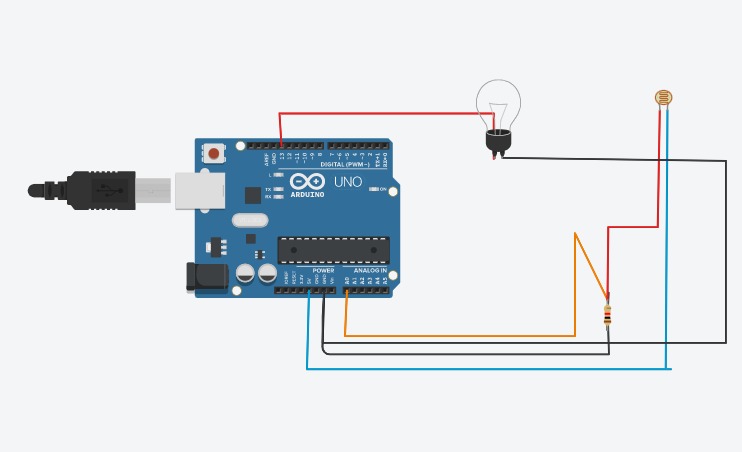 AREF
GND
13
12
~11
~10
~9
8
7
~6
~5
4
~3
2
TX→1
RX←0
DIGITAL (PWM~)
L
TX
RX
UNO
ON
ARDUINO
POWER
ANALOG IN
IOREF
RESET
3.3V
5V
GND
GND
Vin
A0
A1
A2
A3
A4
A5